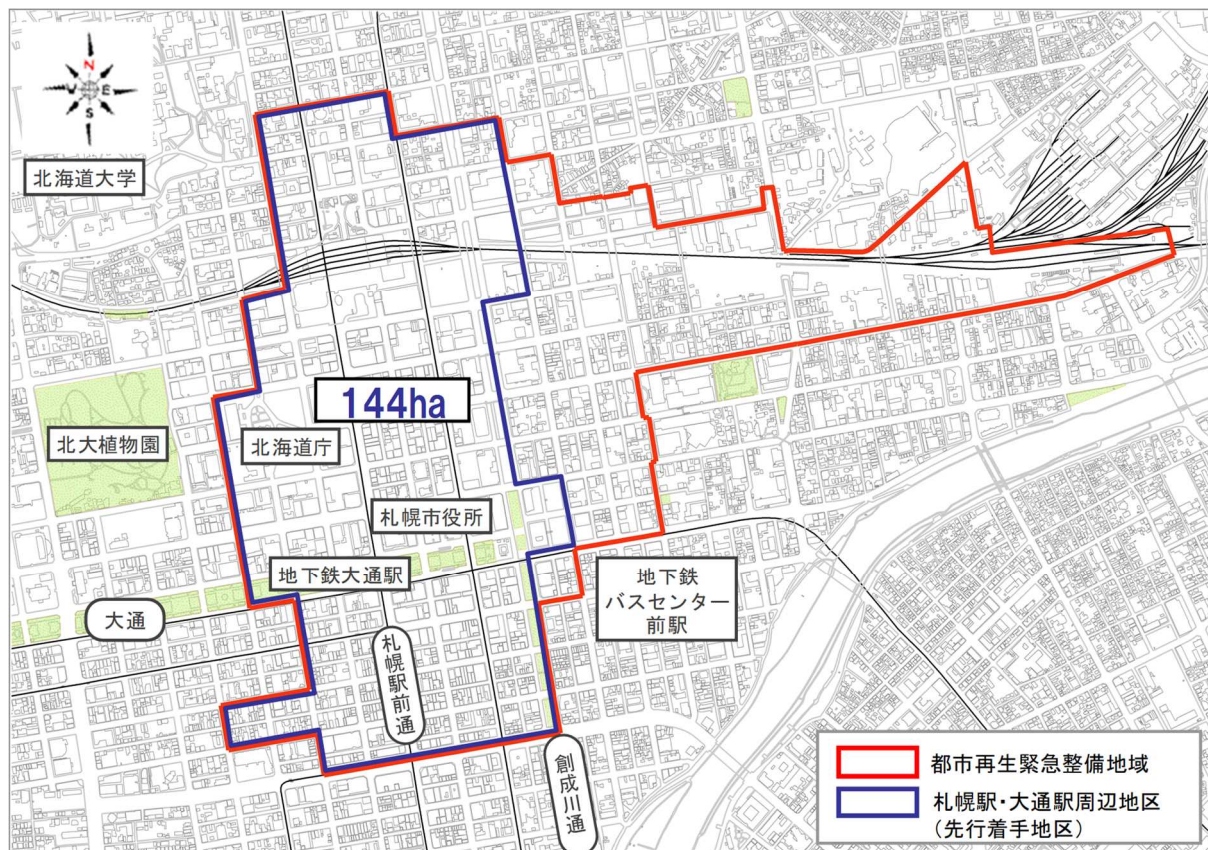 N
W
E
S
北海道大学
144ha
北大植物園
北海道庁
札幌市役所
地下鉄大通駅
地下鉄
バスセンター
前駅
大通
札幌駅前通
創成川通
都市再生緊急整備地域
札幌駅・大通駅周辺地区
(先行着手地区)